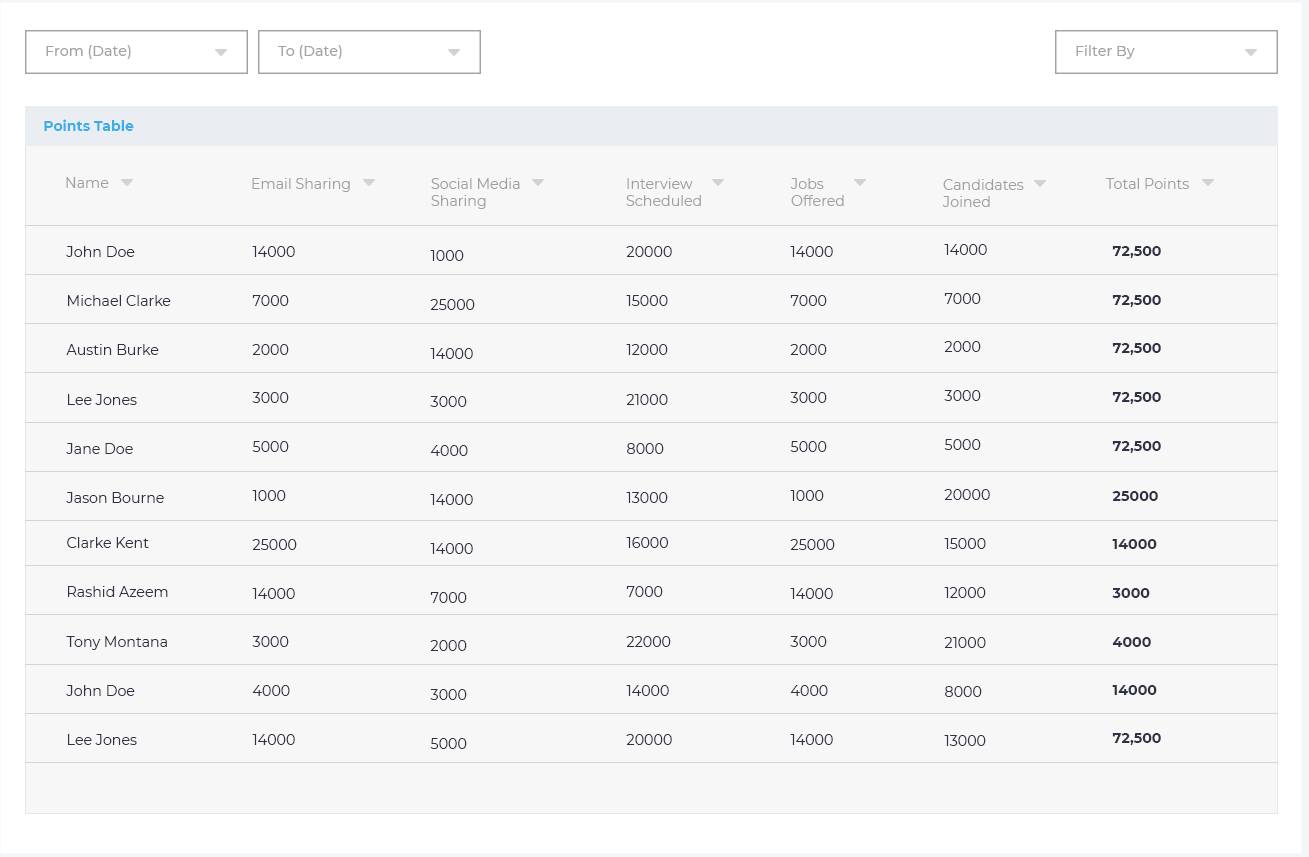 From (Date) To (Date) Filter By
Points Table
Name Email Sharing Social Media Interview Jobs Candidates Total Points
Sharing Scheduled Offered Joined
John Doe 14000 1000 20000 14000 14000 72,500
Michael Clarke 7000 25000 15000 7000 7000 72,500
Austin Burke 2000 14000 12000 2000 2000 72,500
Lee Jones 3000 3000 21000 3000 3000 72,500
Jane Doe 5000 4000 8000 5000 5000 72,500
Jason Bourne 1000 14000 13000 1000 20000 25000
Clarke Kent 25000 14000 16000 25000 15000 14000
Rashid Azeem 14000 7000 7000 14000 12000 3000
Tony Montana 3000 2000 22000 3000 21000 4000
John Doe 4000 3000 14000 4000 8000 14000
Lee Jones 14000 5000 20000 14000 13000 72,500